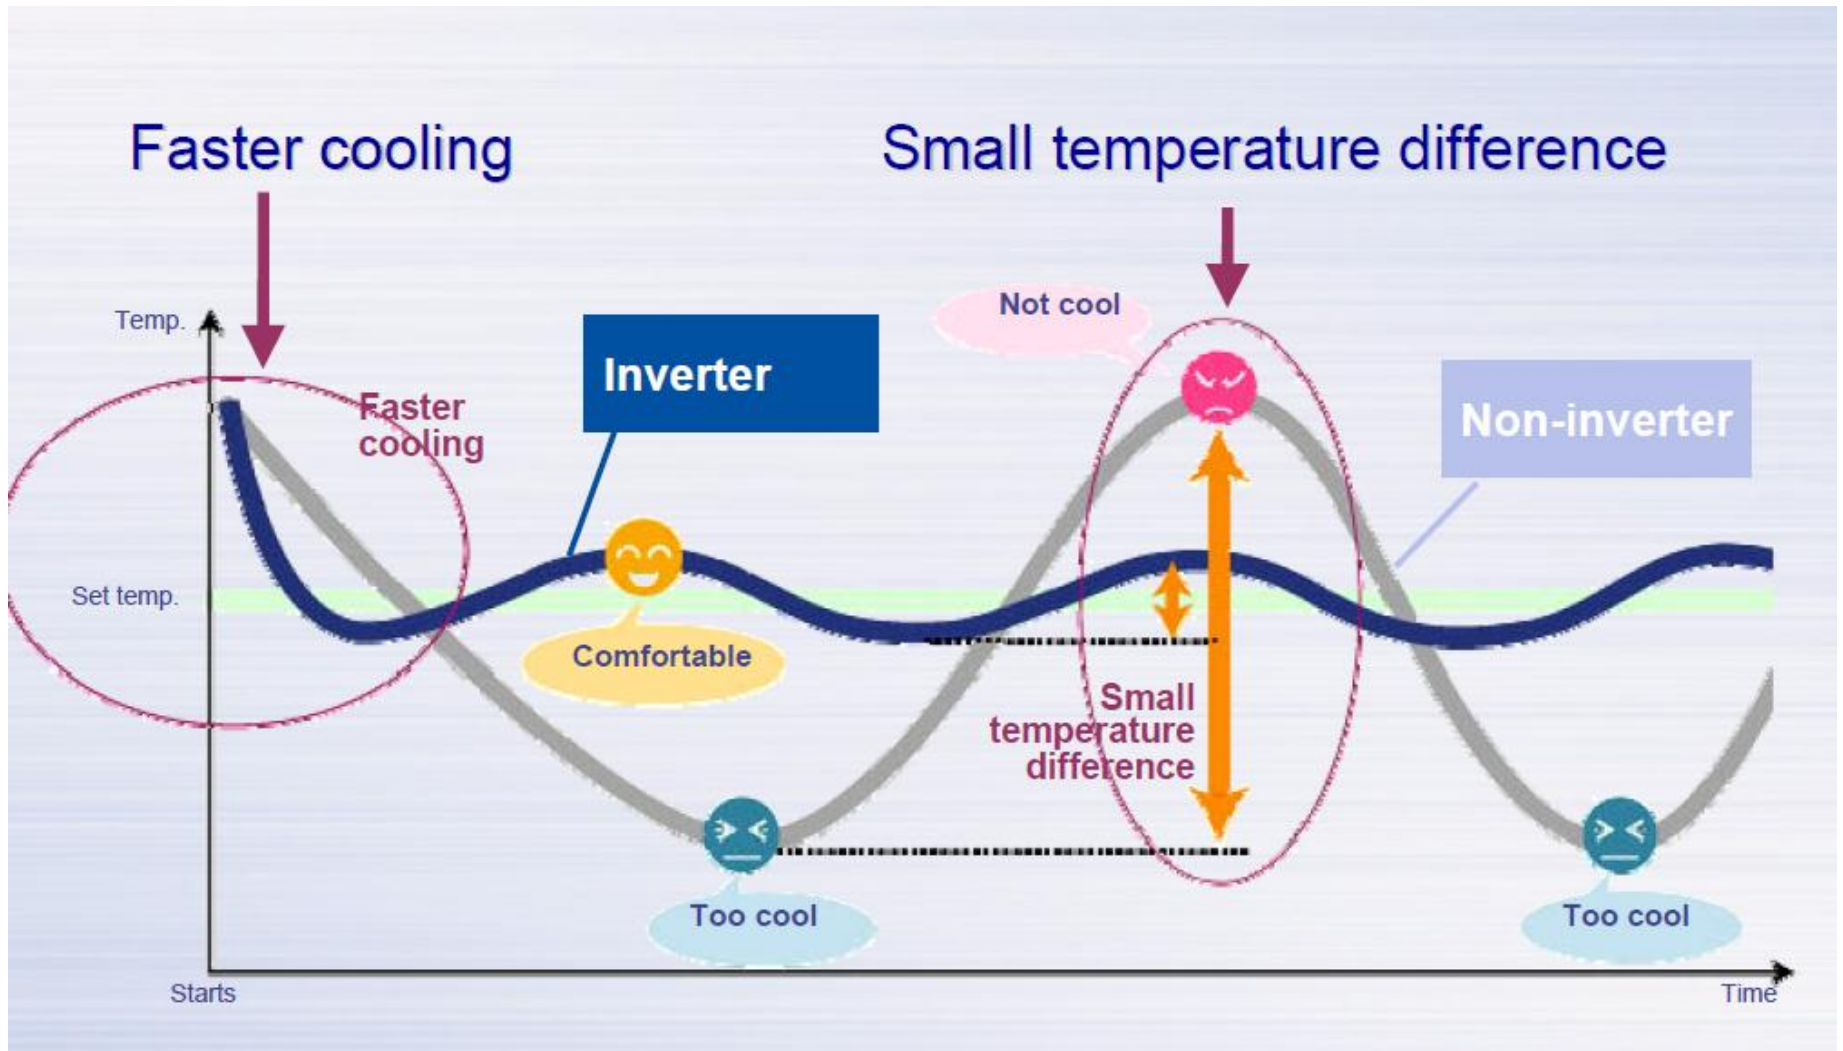 Faster cooling
Small temperature difference
Not cool
Temp.
Inverter
Faster
cooling
Non-inverter
Set temp.
Comfortable
Small
temperature
difference
Too cool
Too cool
Starts
Time